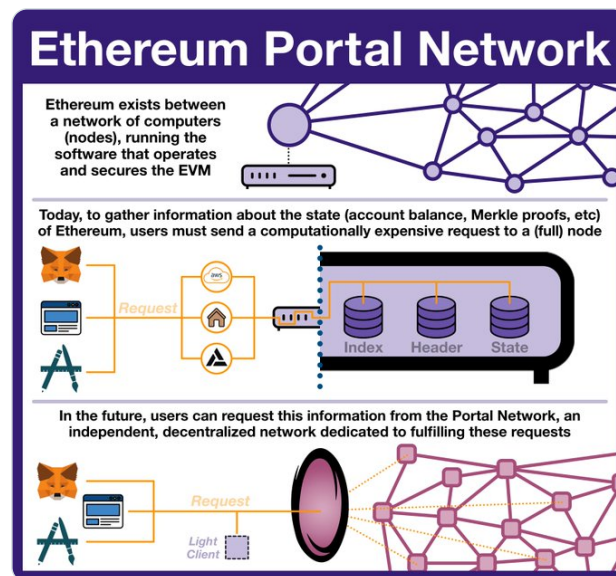 Ethereum Portal Network
Ethereum exists between
a network of computers
(nodes), running the
software that operates
and secures the EVM
Today, to gather information about the state (account balance, Merkle proofs, etc)
of Ethereum, users must send a computationally expensive request to a (full) node
Request
aws
Index
Header
State
In the future, users can request this information from the Portal Network, an
independent, decentralized network dedicated to fulfilling these requests
Request
Light
Client